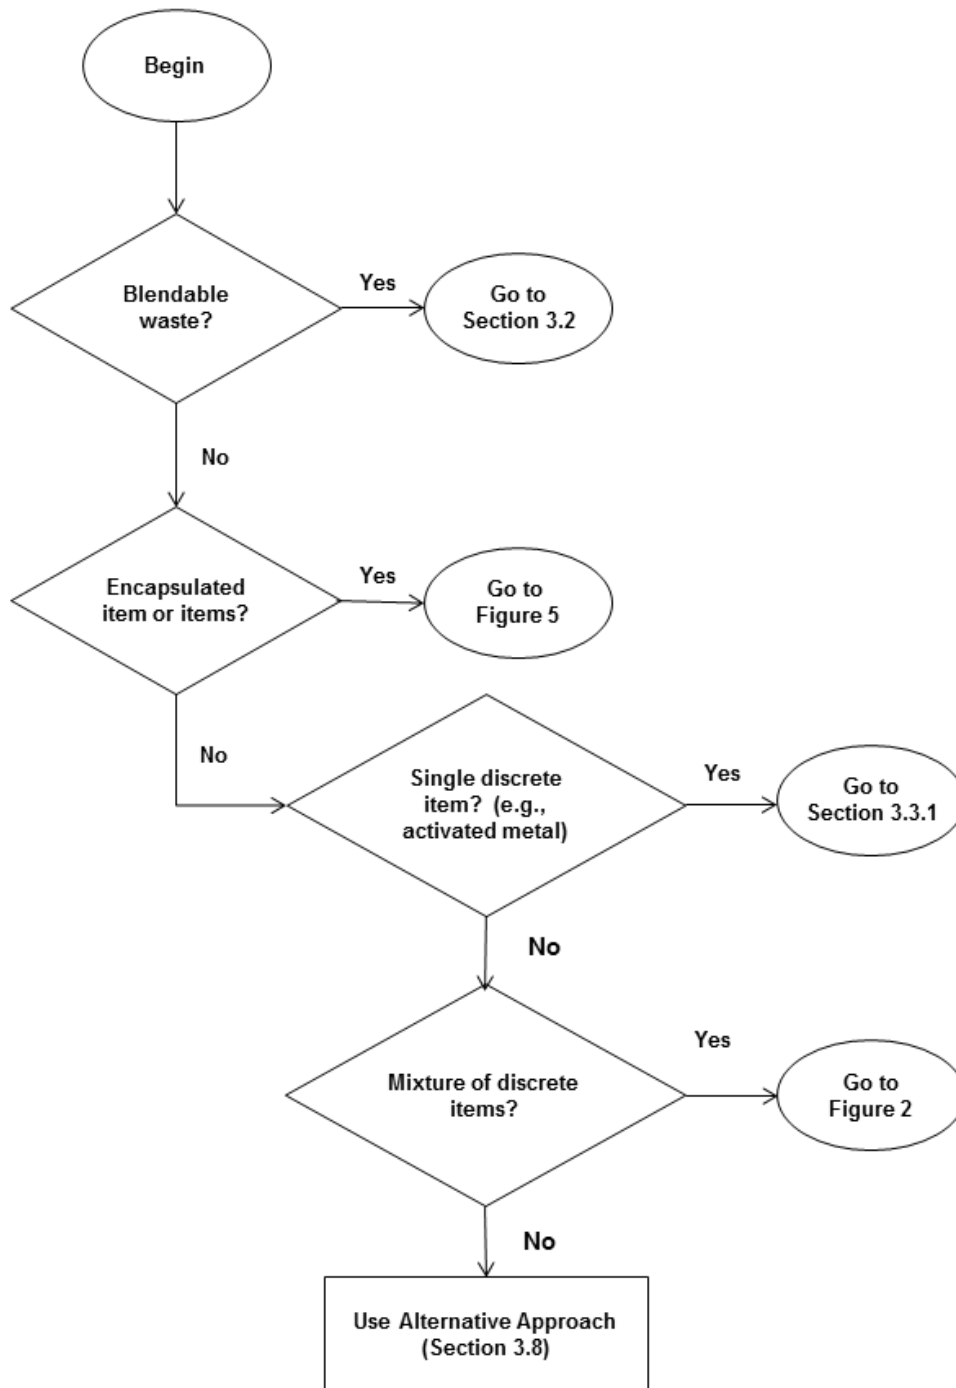 Begin
Blendable
waste?
Yes
Go to
Section 3.2
No
Encapsulated
item or items?
Yes
Go to
Figure 5
No
Single discrete
item? (e.g.,
activated metal)
Yes
Go to
Section 3.3.1
No
Mixture of discrete
items?
Yes
Go to
Figure 2
No
Use Alternative Approach
(Section 3.8)